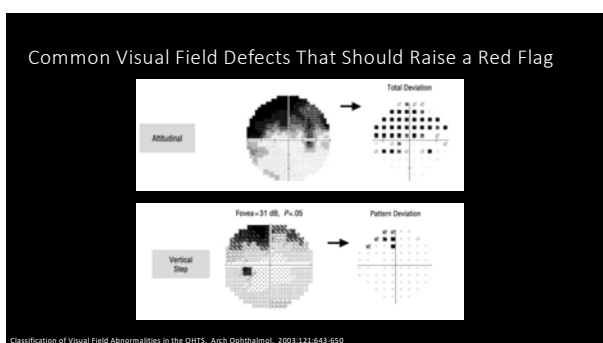 Common Visual Field Defects That Should Raise a Red Flag
Total Deviation
Altitudinal
Fovea = 31 dB, P<.05
Pattern Deviation
Vertical
Step
Classification of Visual Field Abnormalities in the OHTS. Arch Ophthalmol. 2003;121:643-650